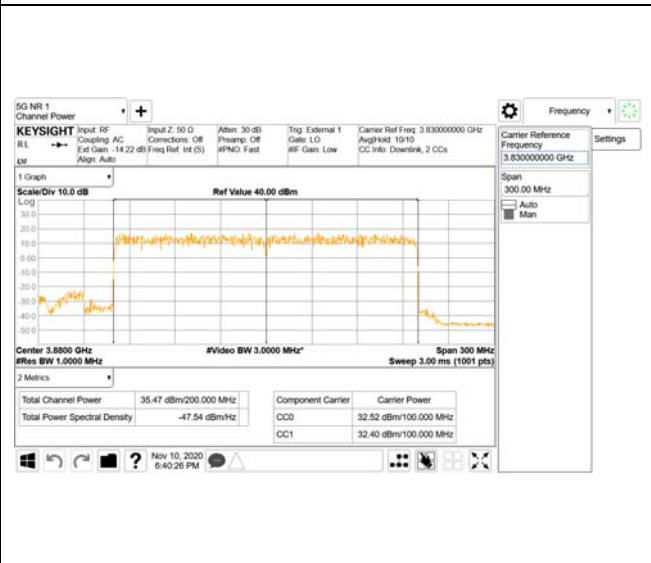 5G NR 1
Channel Power
+
Frequency
KEYSIGHT
Input: RF
Coupling: AC
Ext Gain: -14.22 dB
Align: Auto
Input Z: 50 Ω
Corrections: Off
Freq Ref: Int (S)
Atten: 30 dB
Preamp: Off
#PNO: Fast
Trig: External 1
Gate: LO
#IF Gain: Low
Carrier Ref Freq: 3.830000000 GHz
Avg|Hold: 10/10
CC Info: Downlink, 2 CCs
RL
Carrier Reference
Frequency
3.830000000 GHz
Settings
Span
300.00 MHz
Auto
Man
1 Graph
Scale/Div 10.0 dB
Ref Value 40.00 dBm
Log
30.0
20.0
10.0
0.00
-10.0
-20.0
-30.0
-40.0
-50.0
Center 3.8800 GHz
#Video BW 3.0000 MHz*
Span 300 MHz
#Res BW 1.0000 MHz
Sweep 3.00 ms (1001 pts)
2 Metrics
Total Channel Power
35.47 dBm/200.000 MHz
Total Power Spectral Density
-47.54 dBm/Hz
Component Carrier
Carrier Power
CC0
32.52 dBm/100.000 MHz
CC1
32.40 dBm/100.000 MHz
?
Nov 10, 2020
6:40:26 PM